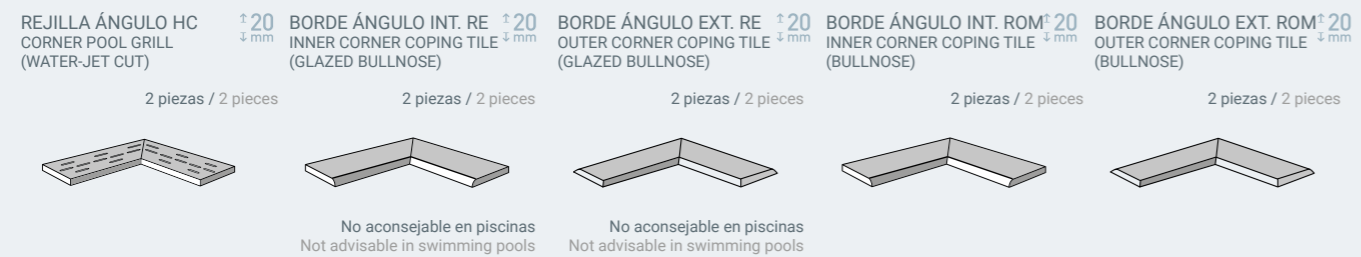 REJILLA ÁNGULO HC
CORNER POOL GRILL
(WATER-JET CUT)
20
mm
2 piezas / 2 pieces
BORDE ÁNGULO INT. RE
INNER CORNER COPING TILE
(GLAZED BULLNOSE)
20
mm
2 piezas / 2 pieces
No aconsejable en piscinas
Not advisable in swimming pools
BORDE ÁNGULO EXT. RE
OUTER CORNER COPING TILE
(GLAZED BULLNOSE)
20
mm
2 piezas / 2 pieces
No aconsejable en piscinas
Not advisable in swimming pools
BORDE ÁNGULO INT. ROM
INNER CORNER COPING TILE
(BULLNOSE)
20
mm
2 piezas / 2 pieces
BORDE ÁNGULO EXT. ROM
OUTER CORNER COPING TILE
(BULLNOSE)
20
mm
2 piezas / 2 pieces